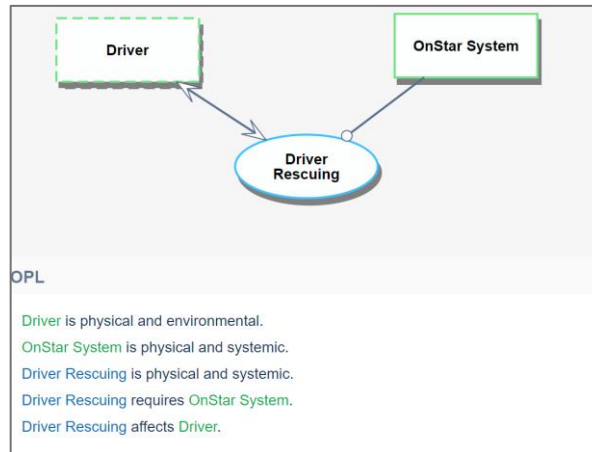 Driver
OnStar System
Driver
Rescuing
OPL
Driver is physical and environmental.
OnStar System is physical and systemic.
Driver Rescuing is physical and systemic.
Driver Rescuing requires OnStar System.
Driver Rescuing affects Driver.